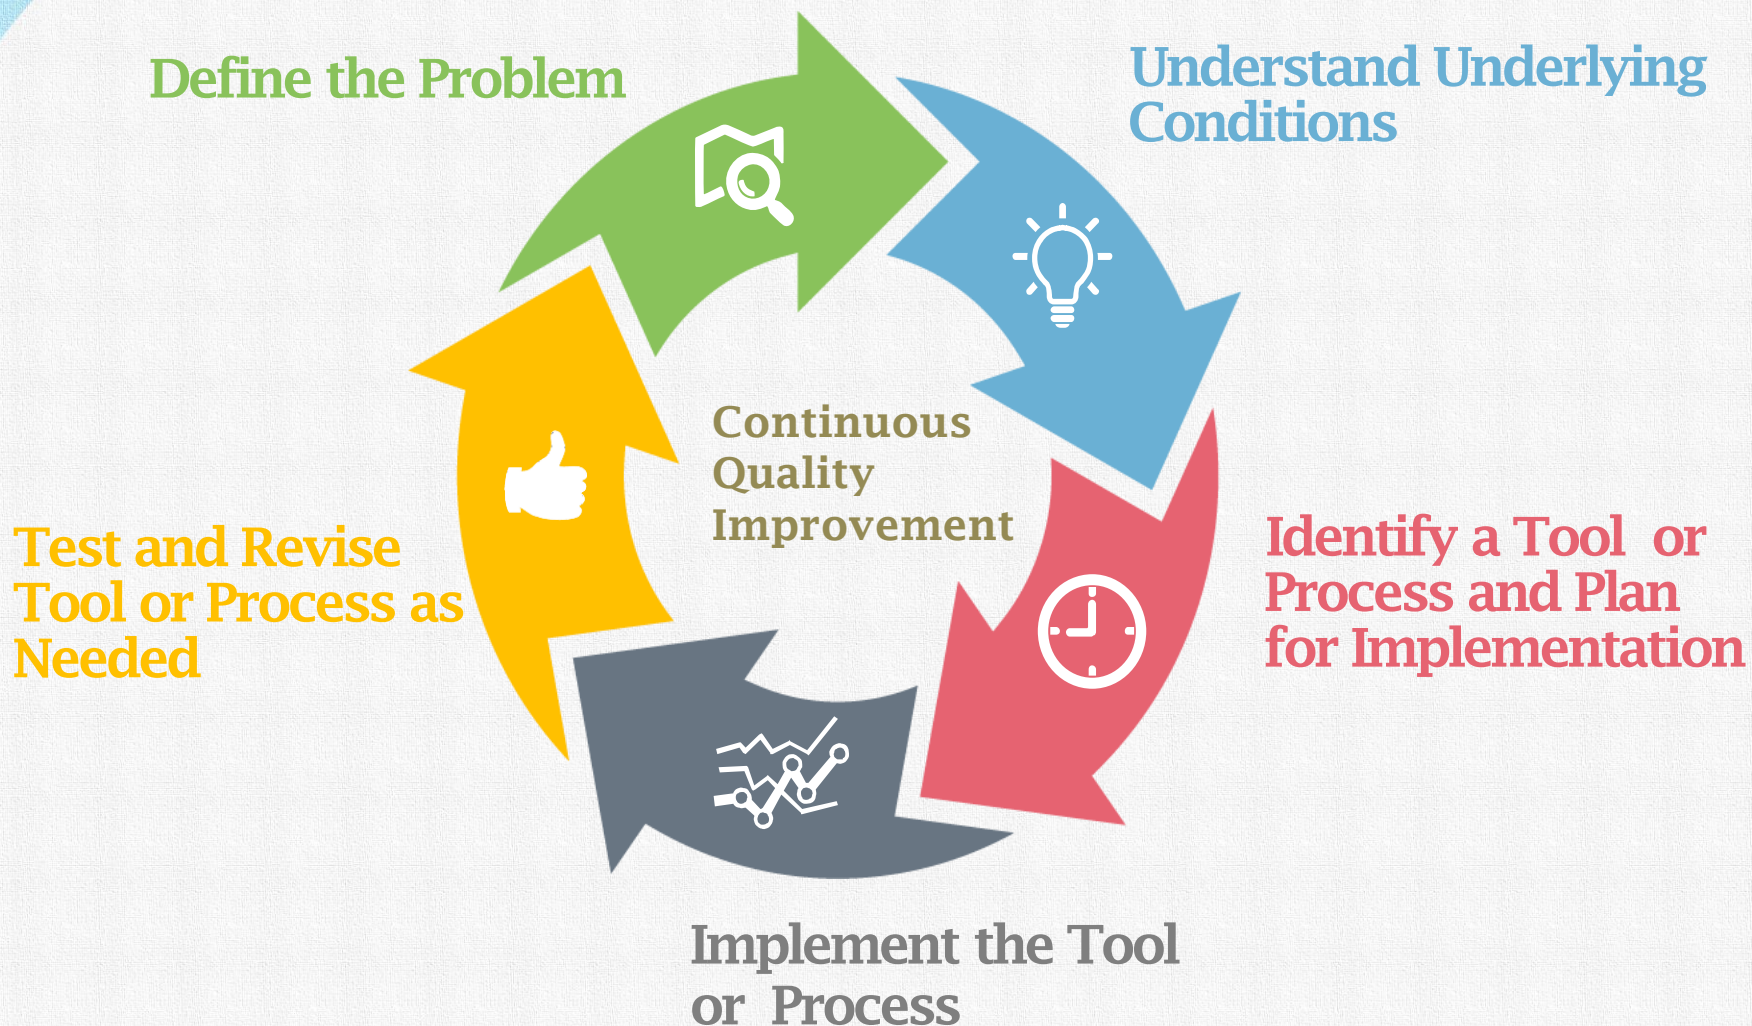 Define the Problem
Understand Underlying
Conditions
Continuous
Quality
Improvement
Identify a Tool  or
Process and Plan
for Implementation
Test and Revise
Tool or Process as
Needed
Implement the Tool
or  Process